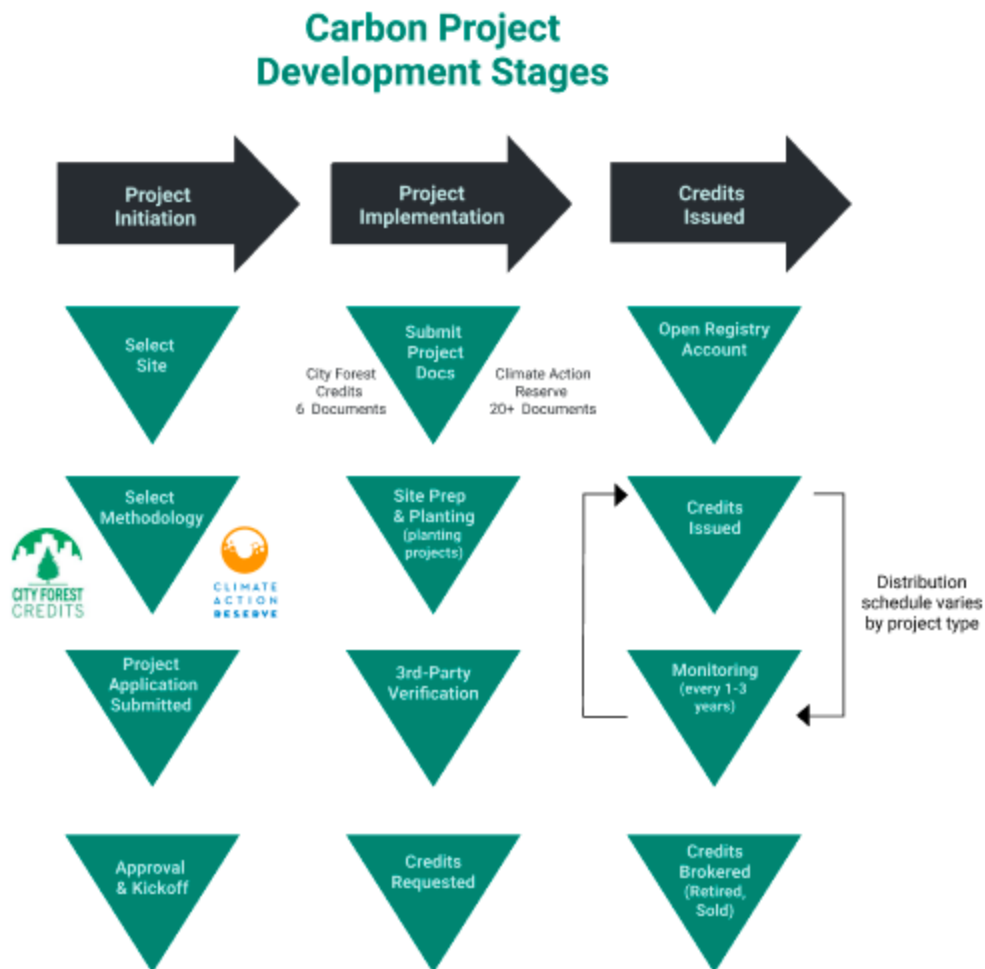 Carbon Project
Development Stages
Project
Initiation
Project
Implementation
Credits
Issued
Select
Site
Submit
Project
Docs
City Forest
Credits
6 Documents
Climate Action
Reserve
20+ Documents
Open Registry
Account
Select
Methodology
CITY FOREST
CREDITS
CLIMATE
ACTION
RESERVE
Site Prep
& Planting
(planting
projects)
Credits
Issued
Distribution
schedule varies
by project type
Project
Application
Submitted
3rd-Party
Verification
Monitoring
(every 1-3
years)
Approval
& Kickoff
Credits
Requested
Credits
Brokered
(Retired,
Sold)